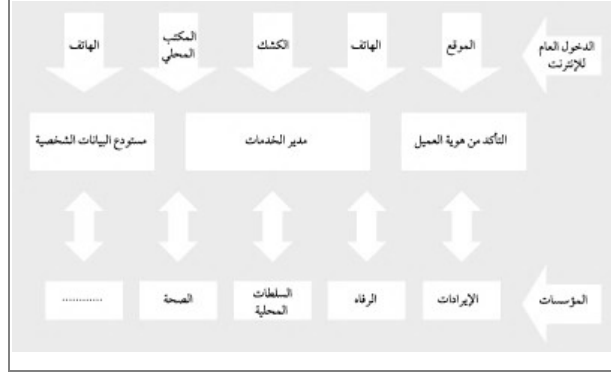 الدخول العام
للإنترنت
الموقع
الهاتف
الكشك
المكتب
المحلي
الهاتف
التأكد من هوية العميل
مدير الخدمات
مستودع البيانات الشخصية
المؤسسات
الإيرادات
الرفاه
السلطات
المحلية
الصحة
............